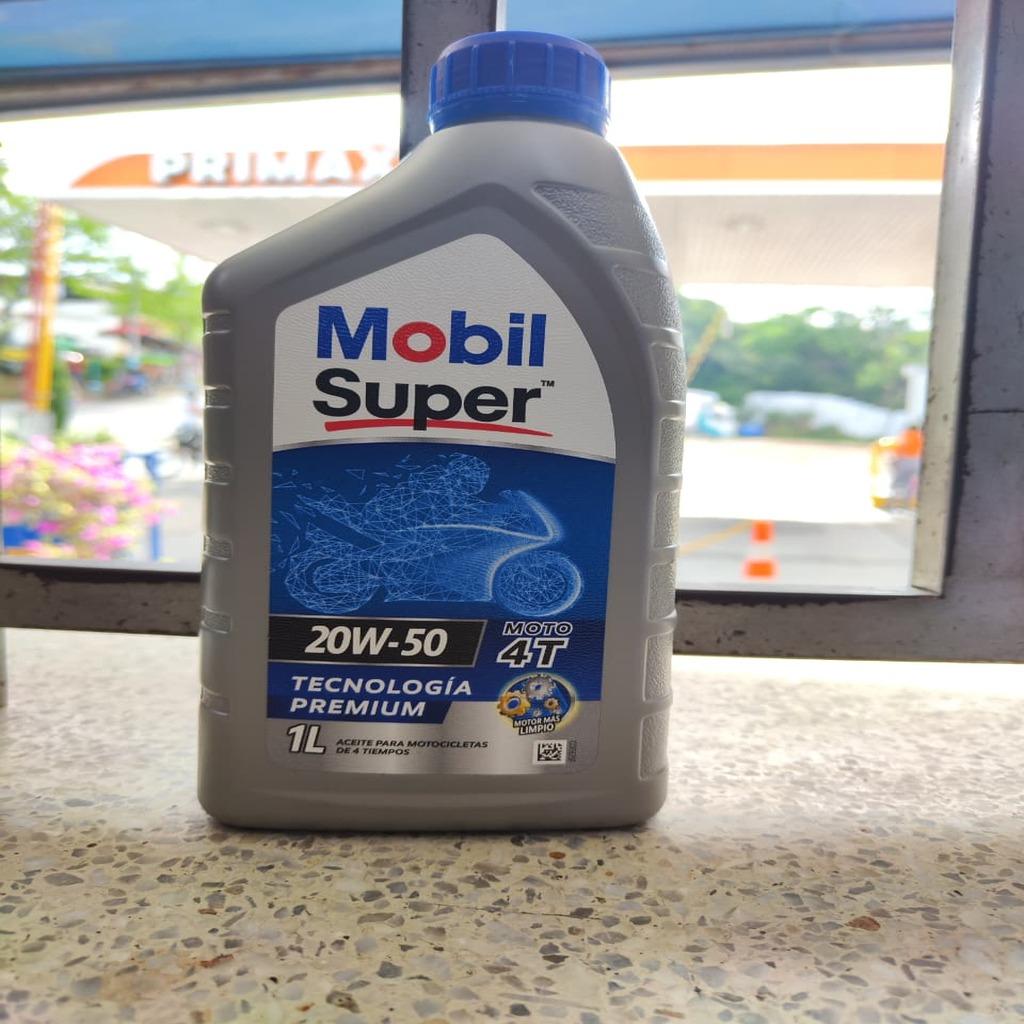 PRIMAX
Mobil
Super™
20W-50
MOTO
4T
TECNOLOGÍA
PREMIUM
MOTOR MÁS
LIMPIO
1L
ACEITE PARA MOTOCICLETAS
DE 4 TIEMPOS